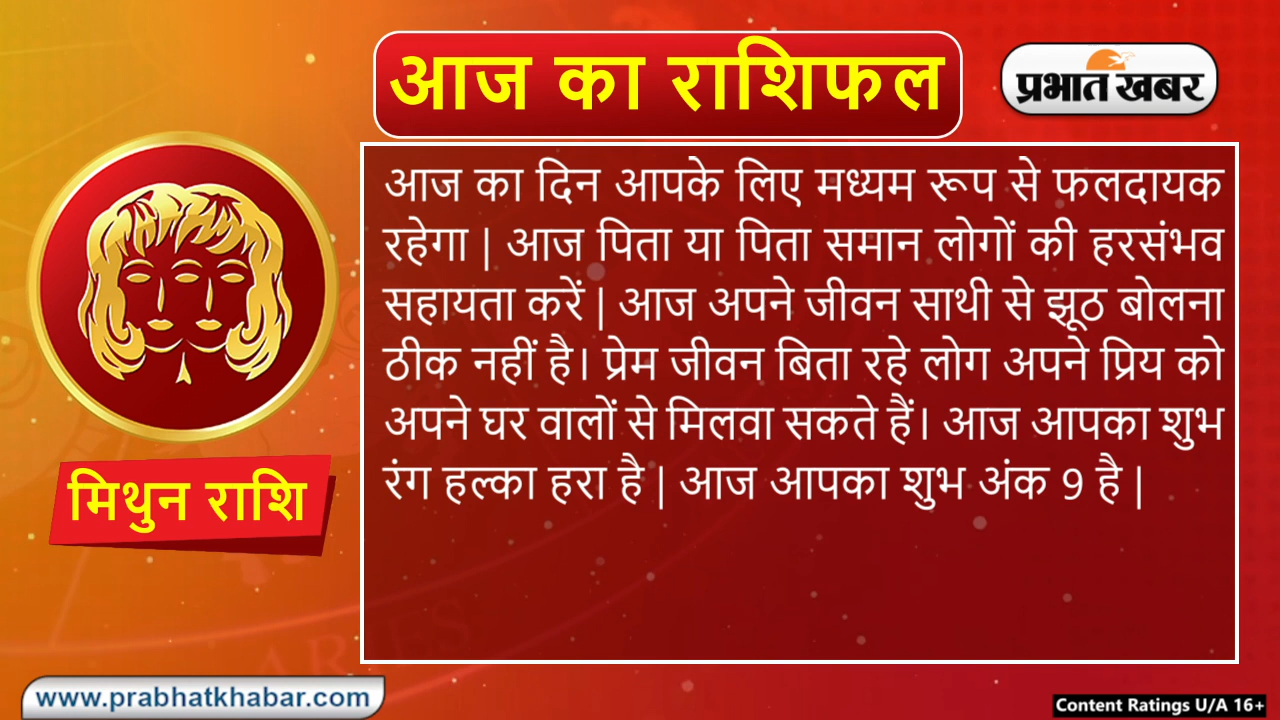 आज का राशिफल
प्रभात खबर
आज का दिन आपके लिए मध्यम रूप से फलदायक
रहेगा | आज पिता या पिता समान लोगों की हरसंभव
सहायता करें | आज अपने जीवन साथी से झूठ बोलना
ठीक नहीं है। प्रेम जीवन बिता रहे लोग अपने प्रिय को
अपने घर वालों से मिलवा सकते हैं। आज आपका शुभ
रंग हल्का हरा है | आज आपका शुभ अंक 9 है |
मिथुन राशि
ARIES
www.prabhatkhabar.com
Content Ratings U/A 16+